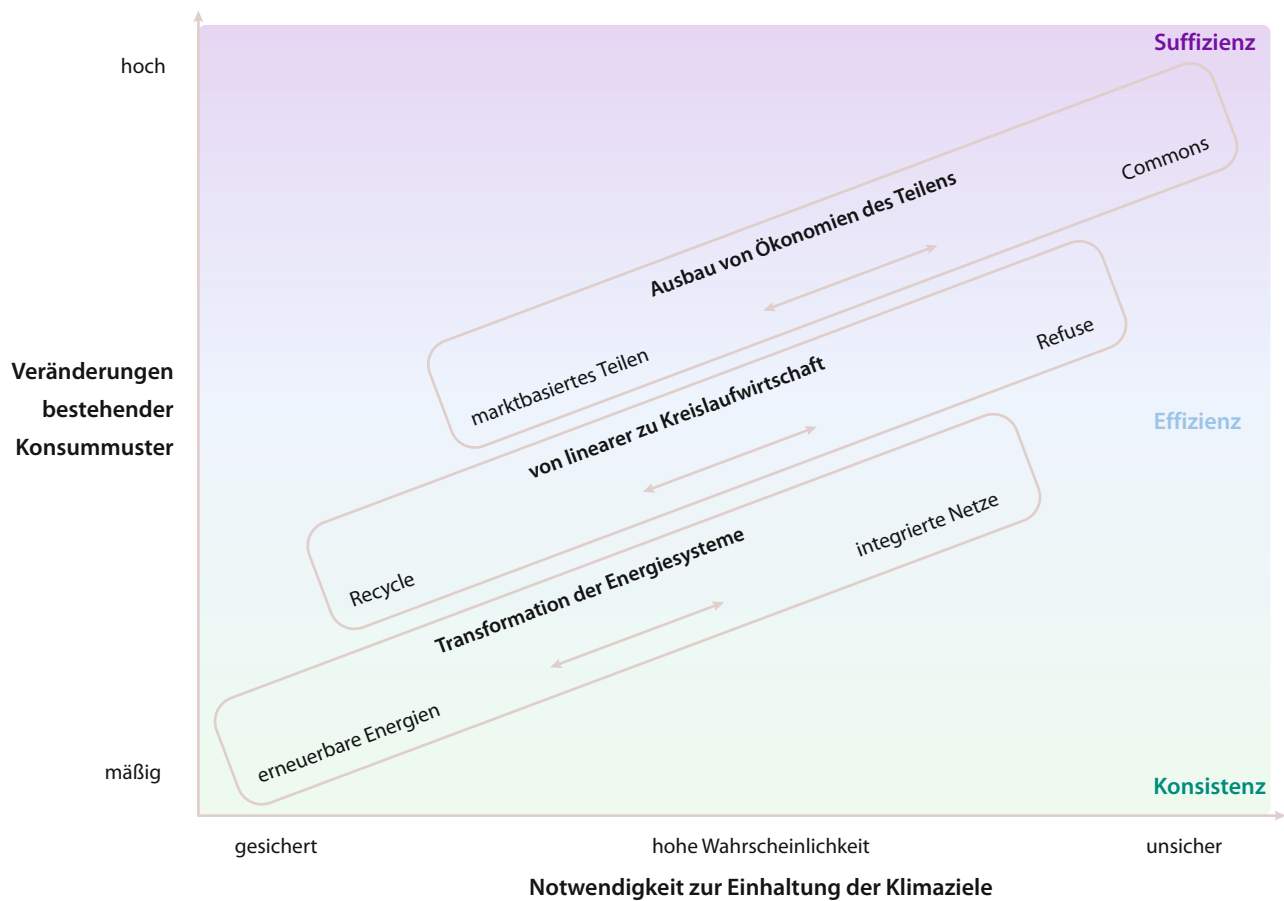 hoch
Suffizienz
Commons
Ausbau von Ökonomien des Teilens
marktbasiertes Teilen
Refuse
Veränderungen
bestehender
Konsummuster
von linearer zu Kreislaufwirtschaft
Effizienz
Recycle
integrierte Netze
Transformation der Energiesysteme
erneuerbare Energien
mäßig
Konsistenz
gesichert
hohe Wahrscheinlichkeit
unsicher
Notwendigkeit zur Einhaltung der Klimaziele